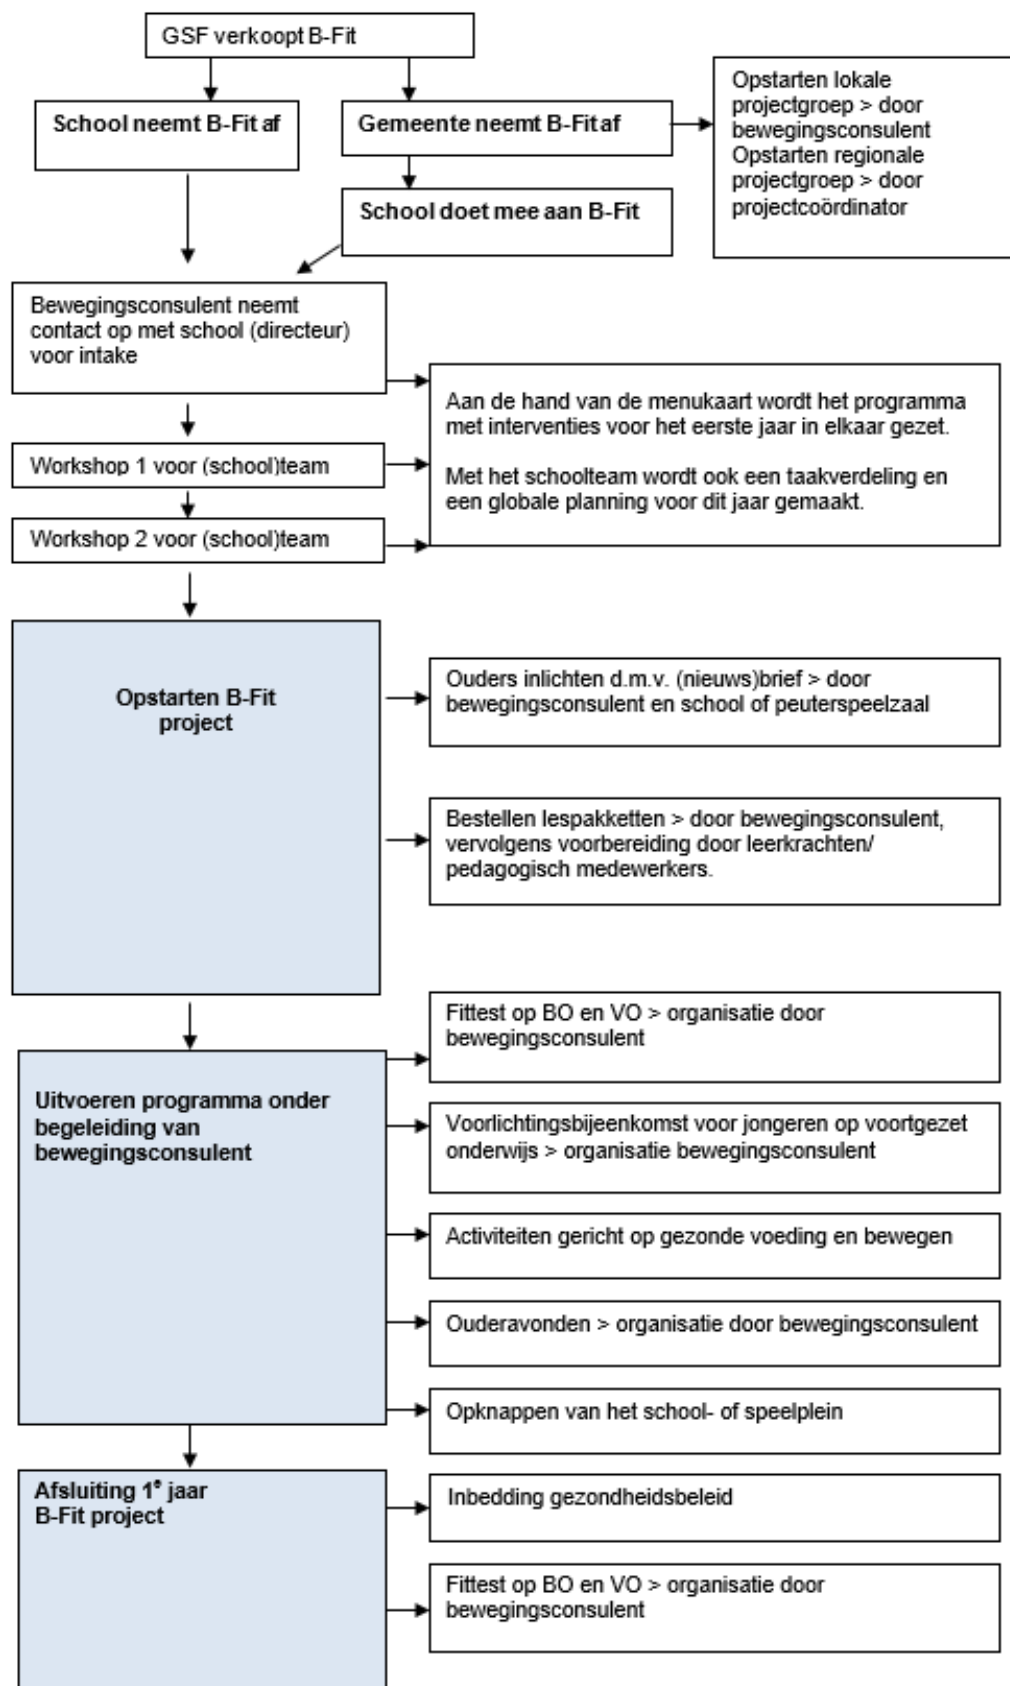 GSF verkoopt B-Fit
School neemt B-Fit af
Gemeente neemt B-Fit af
Opstarten lokale
projectgroep > door
bewegingsconsulent
Opstarten regionale
projectgroep > door
projectcoördinator
School doet mee aan B-Fit
Bewegingsconsulent neemt
contact op met school (directeur)
voor intake
Aan de hand van de menukaart wordt het programma
met interventies voor het eerste jaar in elkaar gezet.
Met het schoolteam wordt ook een taakverdeling en
een globale planning voor dit jaar gemaakt.
Workshop 1 voor (school)team
Workshop 2 voor (school)team
Opstarten B-Fit
project
Ouders inlichten d.m.v. (nieuws)brief > door
bewegingsconsulent en school of peuterspeelzaal
Bestellen lespakketten > door bewegingsconsulent,
vervolgens voorbereiding door leerkrachten/
pedagogisch medewerkers.
Uitvoeren programma onder
begeleiding van
bewegingsconsulent
Fittest op BO en VO > organisatie door
bewegingsconsulent
Voorlichtingsbijeenkomst voor jongeren op voortgezet
onderwijs > organisatie bewegingsconsulent
Activiteiten gericht op gezonde voeding en bewegen
Ouderavonden > organisatie door bewegingsconsulent
Opknappen van het school- of speelplein
Afsluiting 1e jaar
B-Fit project
Inbedding gezondheidsbeleid
Fittest op BO en VO > organisatie door
bewegingsconsulent